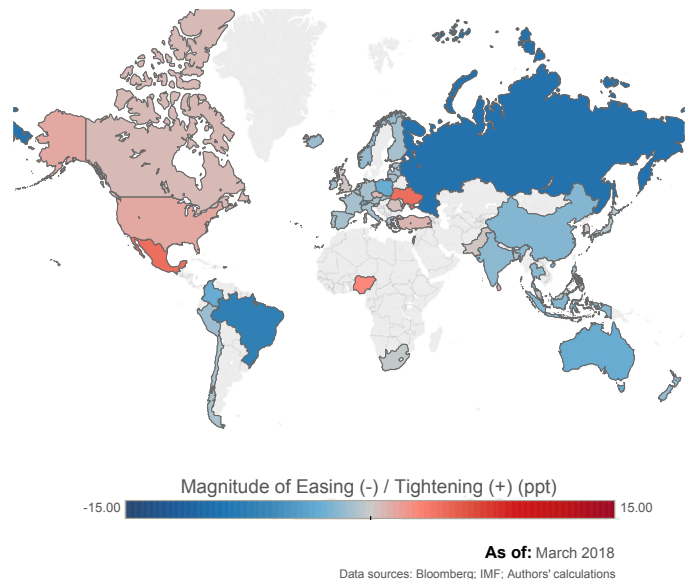 Magnitude of Easing (-) / Tightening (+) (ppt)
-15.00 15.00
As of: March 2018
Data sources: Bloomberg; IMF; Authors' calculations